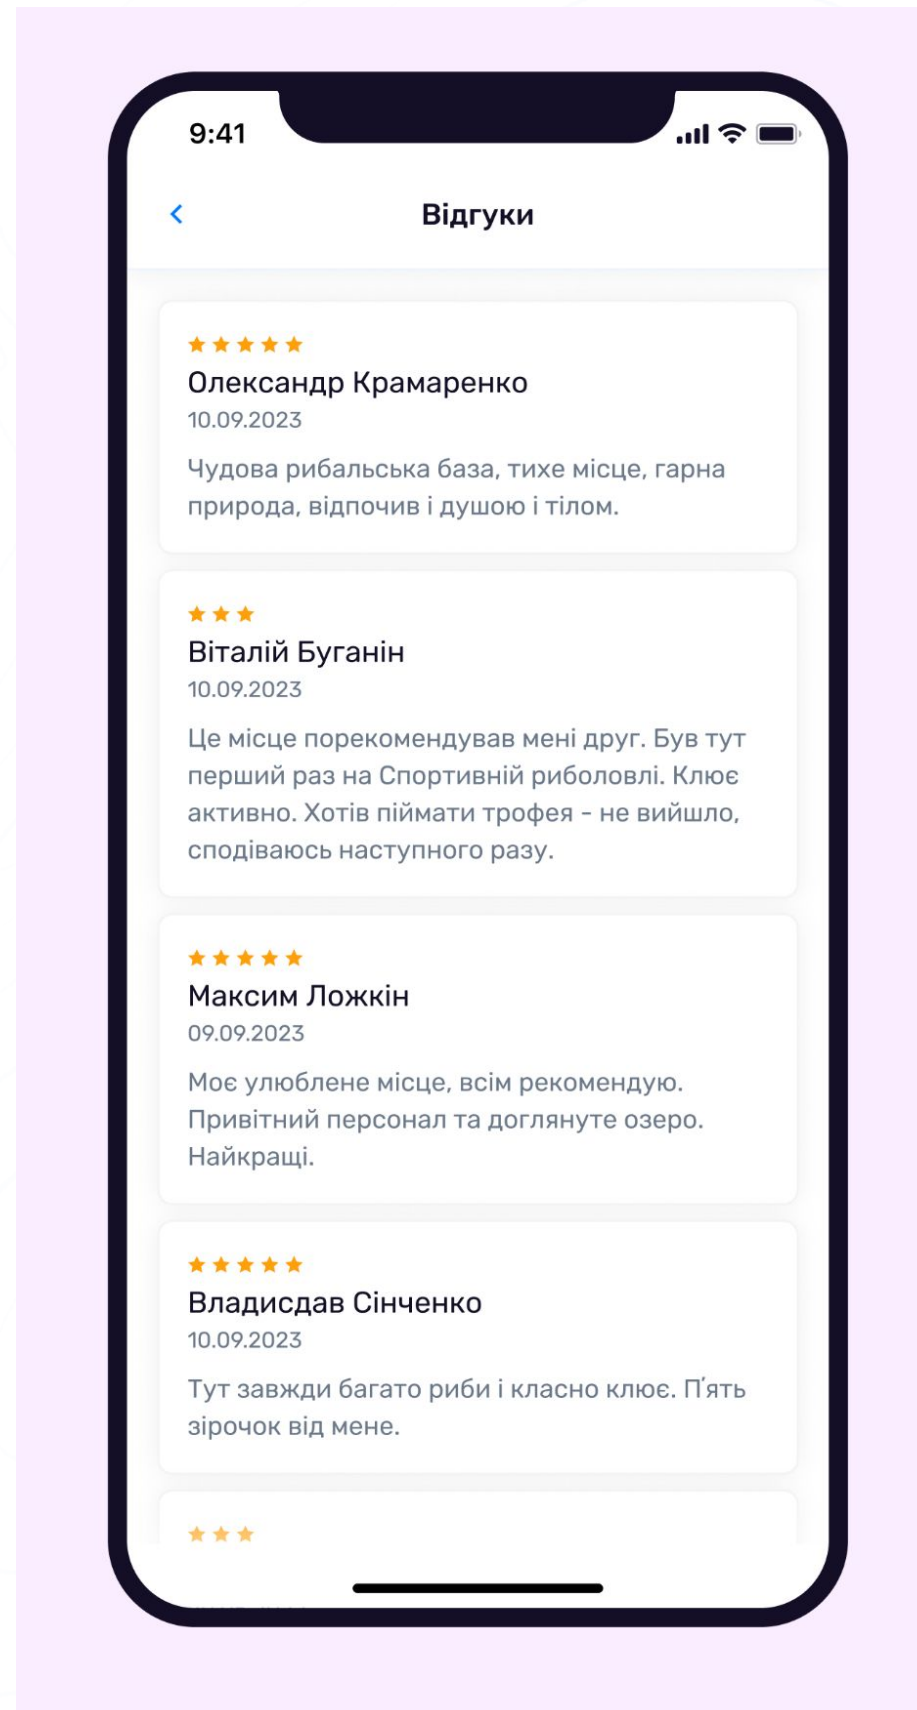 9:41
Відгуки
Олександр Крамаренко
10.09.2023
Чудова рибальська база, тихе місце, гарна
природа, відпочив і душою і тілом.
Віталій Буганін
10.09.2023
Це місце порекомендував мені друг. Був тут
перший раз на Спортивній риболовлі. Клює
активно. Хотів піймати трофея - не вийшло,
сподіваюсь наступного разу.
Максим Ложкін
09.09.2023
Моє улюблене місце, всім рекомендую.
Привітний персонал та доглянуте озеро.
Найкращі.
Владисдав Сінченко
10.09.2023
Тут завжди багато риби і класно клює. П’ять
зірочок від мене.